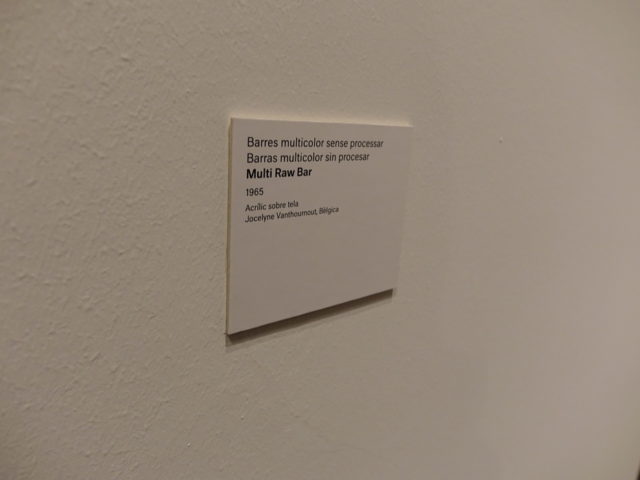 Barres multicolor sense processar
Barras multicolor sin procesar
Multi Raw Bar
1965
Acrílic sobre tela
Jocelyne Vanthournout, Bèlgica